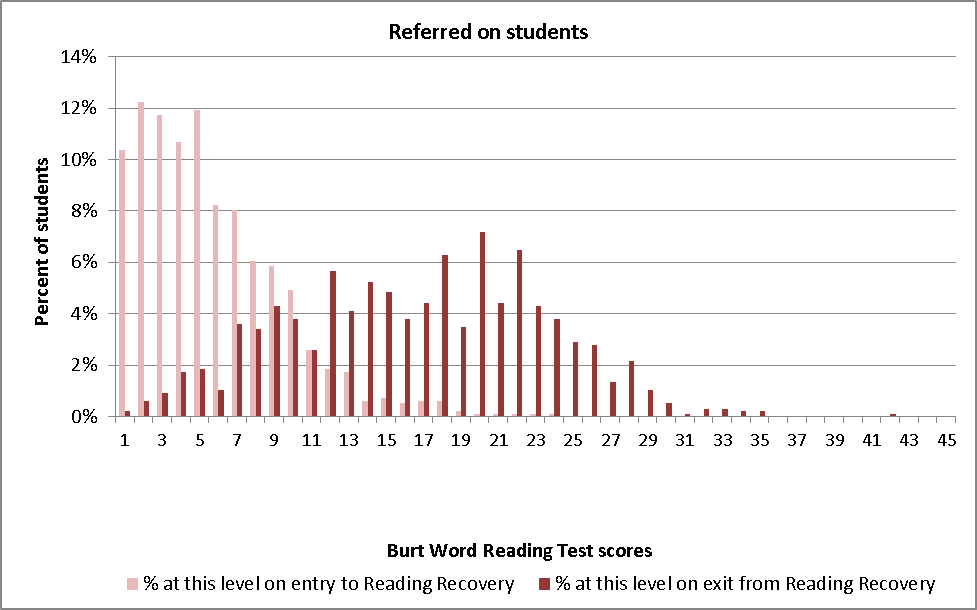 Referred on students
14%
12%
10%
8%
6%
4%
2%
0%
Percent of students
1 3 5 7 9 11 13 15 17 19 21 23 25 27 29 31 33 35 37 39 41 43 45
Burt Word Reading Test scores
% at this level on entry to Reading Recovery % at this level on exit from Reading Recovery